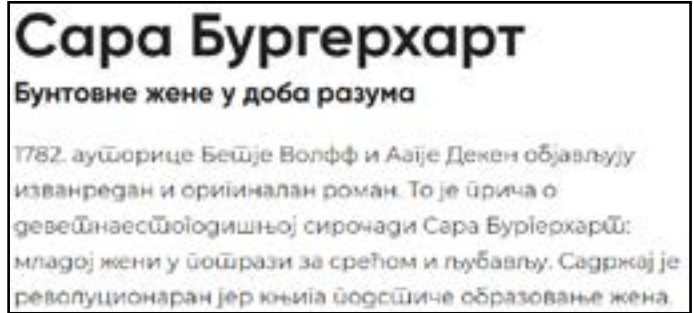 Сара Бургерхарт
Бунтовне жене у доба разума
1782. ауторице Бетје Волфф и Аагје Декен објављују
изванредан и оригиналан роман. То је прича о
деветнаестогодишњој сирочади Сара Бургерхарт:
младој жени у потрази за срећом и љубављу. Садржај је
револуционаран јер књига подстиче образовање жена.